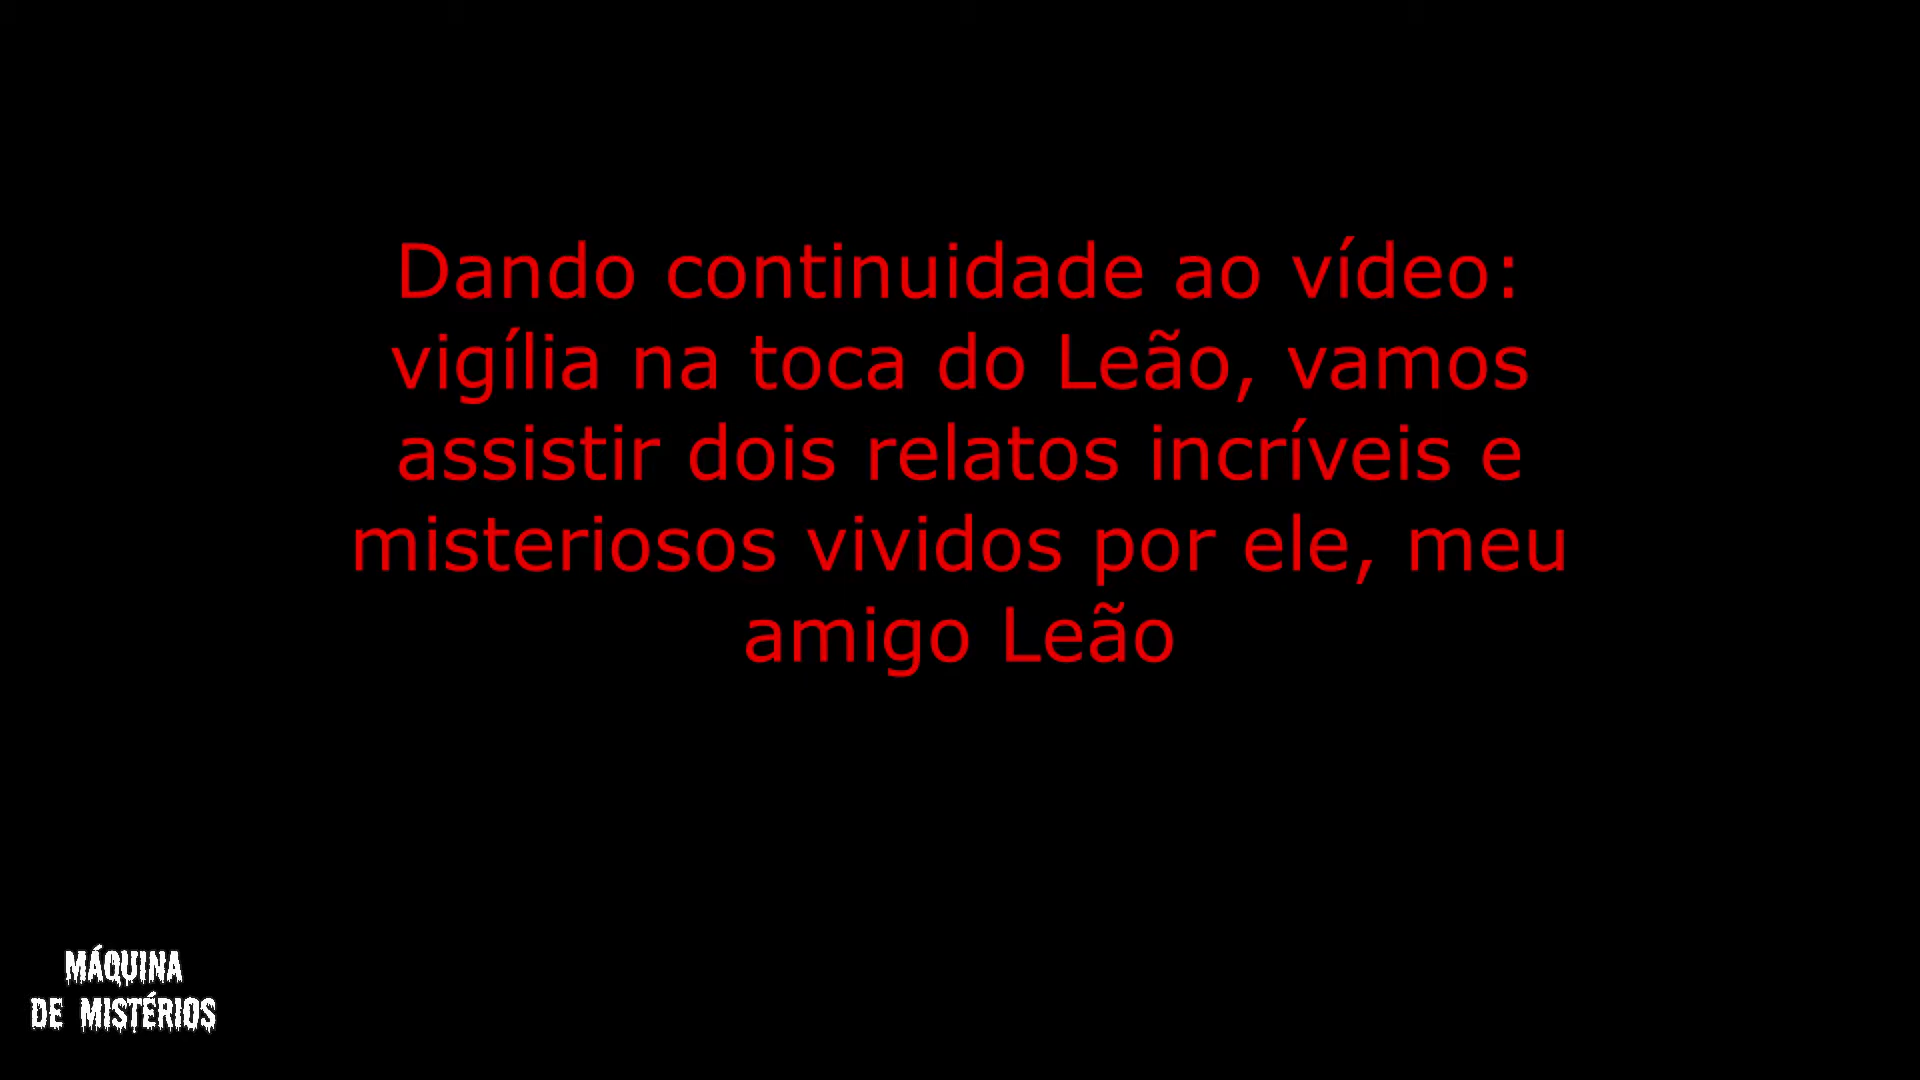 Dando continuidade ao vídeo:
vigília na toca do Leão, vamos
assistir dois relatos incríveis e
misteriosos vividos por ele, meu
amigo Leão
MÁQUINA
DE MISTÉRIOS